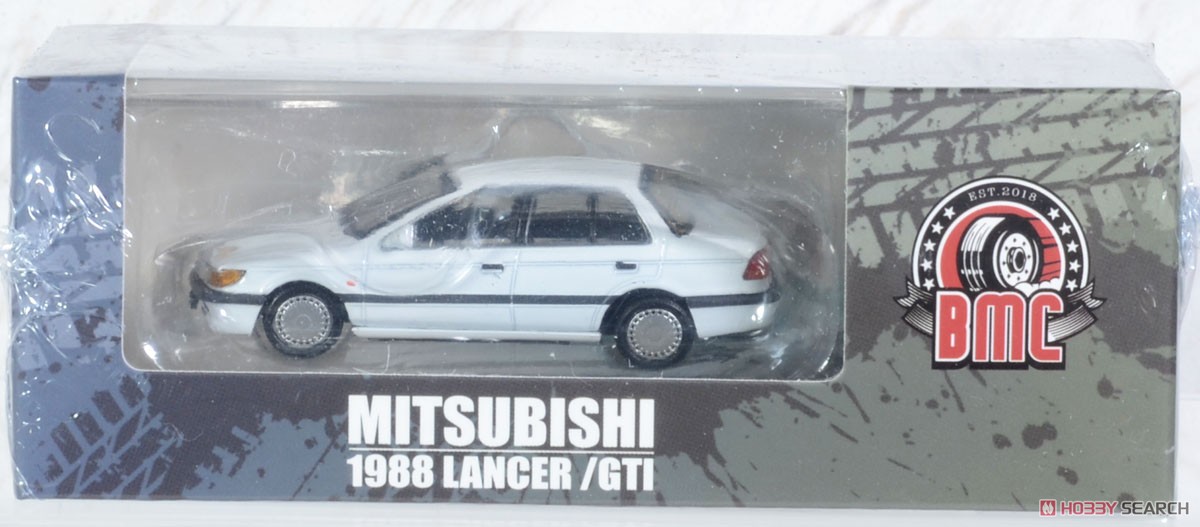 EST.2018
BMC
MITSUBISHI
1988 LANCER /GTI
HOBBY SEARCH